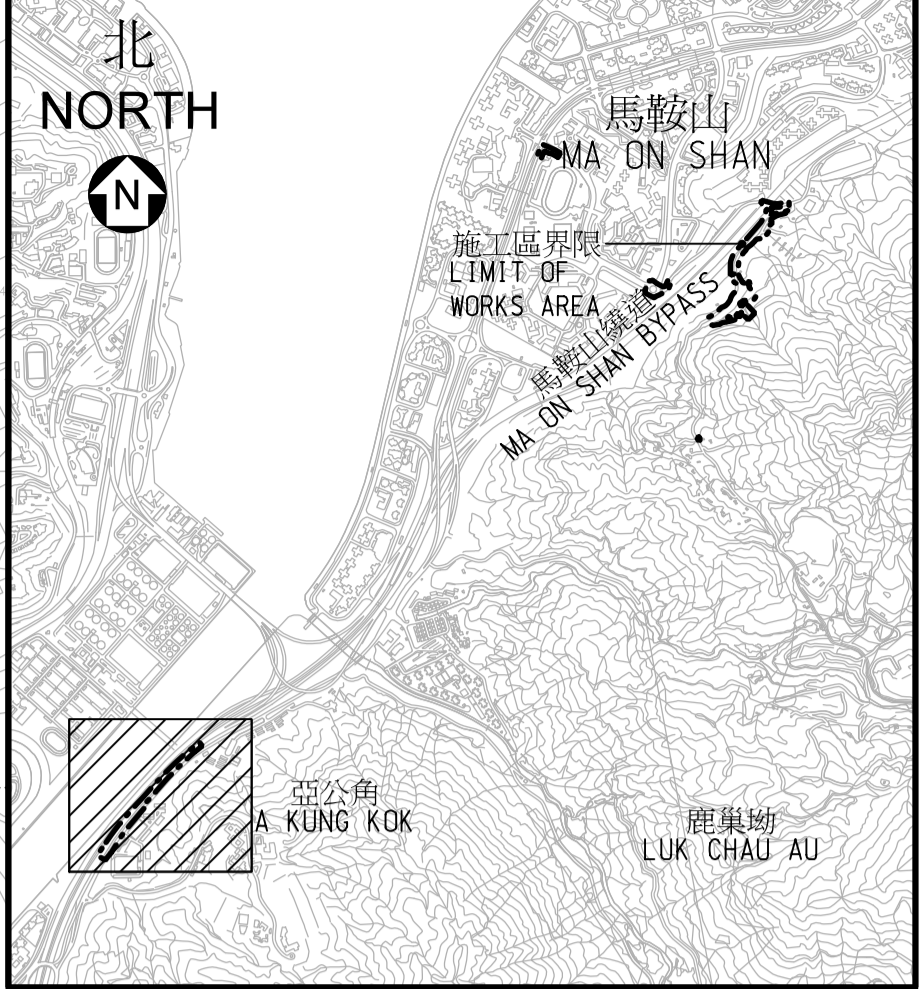 北
NORTH
N
馬鞍山
MA ON SHAN
施工區界限
LIMIT OF
WORKS AREA
馬鞍山繞道
MA ON SHAN BYPASS
亞公角
A KUNG KOK
鹿巢坳
LUK CHAU AU